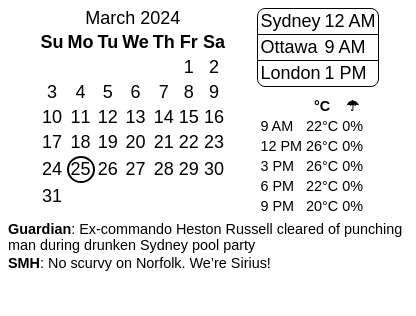 March 2024
Su Mo Tu We Th Fr Sa
1 2
3 4 5 6 7 8 9
10 11 12 13 14 15 16
17 18 19 20 21 22 23
24 25 26 27 28 29 30
31
Sydney 12 AM
Ottawa 9 AM
London 1 PM
°C ☂
9 AM 22°C 0%
12 PM 26°C 0%
3 PM 26°C 0%
6 PM 22°C 0%
9 PM 20°C 0%
Guardian: Ex-commando Heston Russell cleared of punching
man during drunken Sydney pool party
SMH: No scurvy on Norfolk. We’re Sirius!